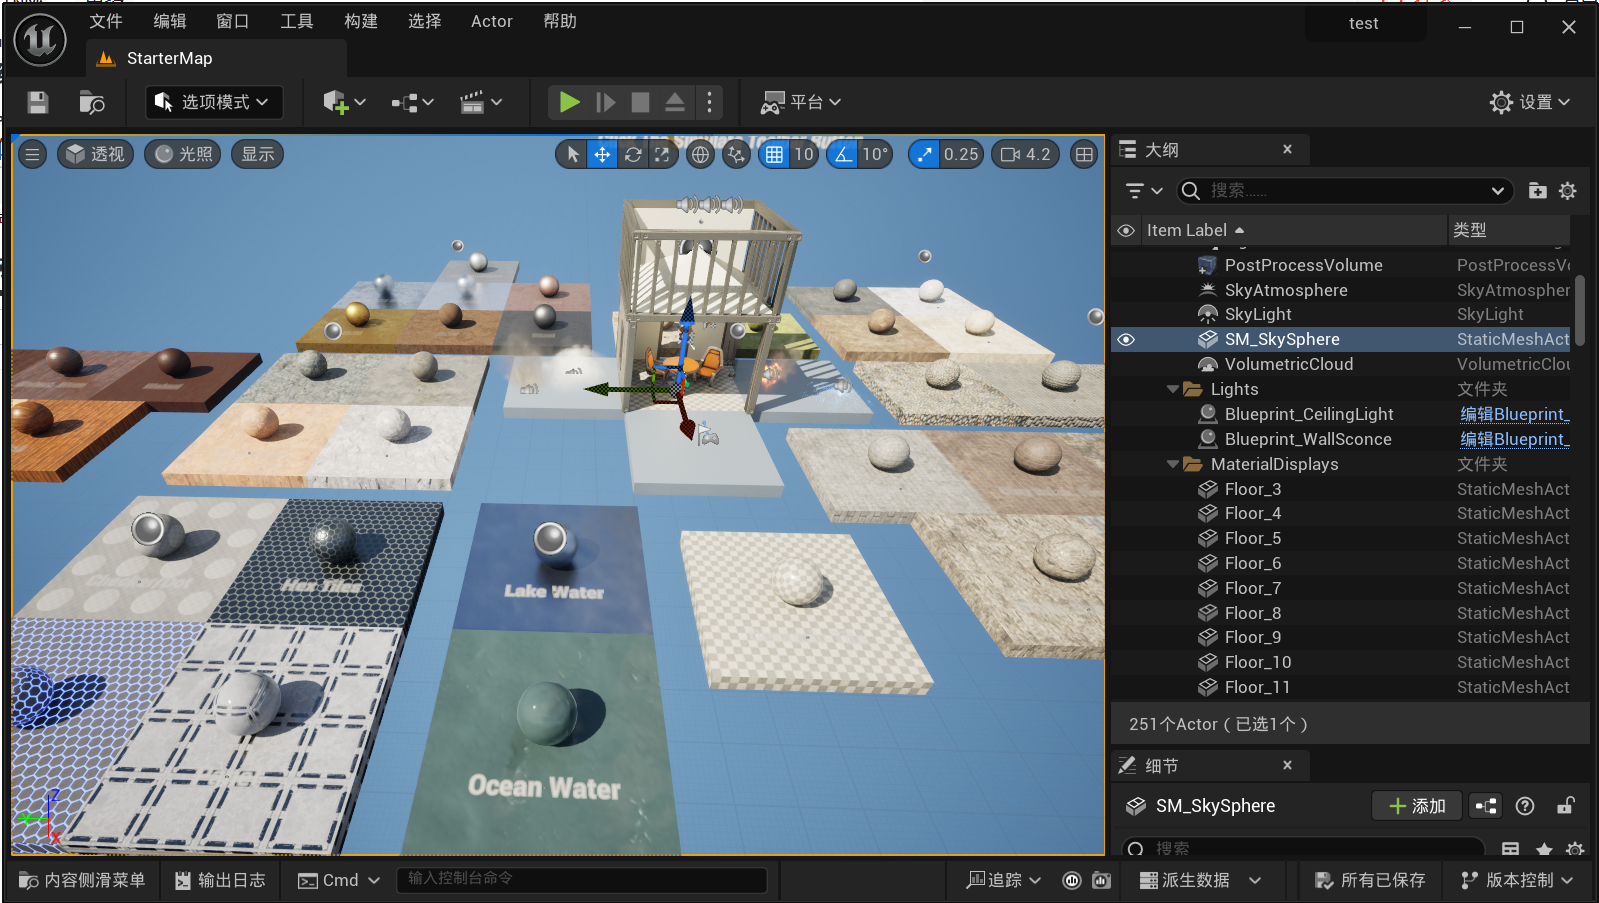 文件 编辑 窗口 工具 构建 选择 Actor 帮助 test
StarterMap
选项模式 平台 设置
透视 光照 显示 10 10° 0.25 4.2
Lake Water
Hex Tiles
Ocean Water
Z
X
大纲
搜索......
Item Label 类型
PostProcessVolume PostProcessVo
SkyAtmosphere SkyAtmospher
SkyLight SkyLight
SM_SkySphere StaticMeshAct
VolumetricCloud VolumetricClou
Lights 文件夹
Blueprint_CeilingLight 编辑Blueprint_
Blueprint_WallSconce 编辑Blueprint_
MaterialDisplays 文件夹
Floor_3 StaticMeshAct
Floor_4 StaticMeshAct
Floor_5 StaticMeshAct
Floor_6 StaticMeshAct
Floor_7 StaticMeshAct
Floor_8 StaticMeshAct
Floor_9 StaticMeshAct
Floor_10 StaticMeshAct
Floor_11 StaticMeshAct
251个Actor（已选1个）
细节
SM_SkySphere 添加
搜索
内容侧滑菜单 输出日志 Cmd 输入控制台命令 追踪 派生数据 所有已保存 版本控制